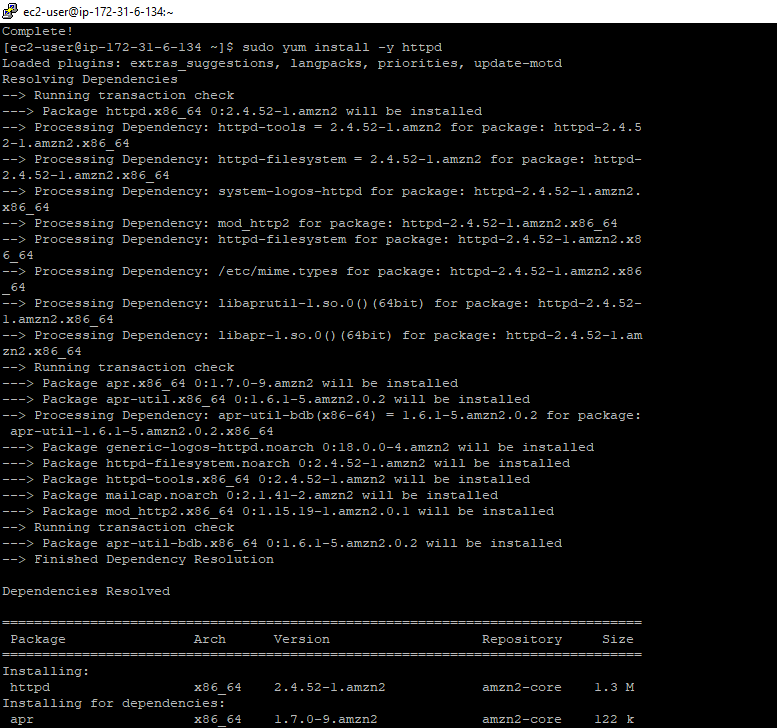 ec2-user@ip-172-31-6-134:~
Complete!
[ec2-user@ip-172-31-6-134 ~]$ sudo yum install -y httpd
Loaded plugins: extras_suggestions, langpacks, priorities, update-motd
Resolving Dependencies
--> Running transaction check
---> Package httpd.x86_64 0:2.4.52-1.amzn2 will be installed
--> Processing Dependency: httpd-tools = 2.4.52-1.amzn2 for package: httpd-2.4.5
2-1.amzn2.x86_64
--> Processing Dependency: httpd-filesystem = 2.4.52-1.amzn2 for package: httpd-
2.4.52-1.amzn2.x86_64
--> Processing Dependency: system-logos-httpd for package: httpd-2.4.52-1.amzn2.
x86_64
--> Processing Dependency: mod_http2 for package: httpd-2.4.52-1.amzn2.x86_64
--> Processing Dependency: httpd-filesystem for package: httpd-2.4.52-1.amzn2.x8
6_64
--> Processing Dependency: /etc/mime.types for package: httpd-2.4.52-1.amzn2.x86
_64
--> Processing Dependency: libaprutil-1.so.0()(64bit) for package: httpd-2.4.52-
1.amzn2.x86_64
--> Processing Dependency: libapr-1.so.0()(64bit) for package: httpd-2.4.52-1.am
zn2.x86_64
--> Running transaction check
---> Package apr.x86_64 0:1.7.0-9.amzn2 will be installed
---> Package apr-util.x86_64 0:1.6.1-5.amzn2.0.2 will be installed
--> Processing Dependency: apr-util-bdb(x86-64) = 1.6.1-5.amzn2.0.2 for package:
 apr-util-1.6.1-5.amzn2.0.2.x86_64
---> Package generic-logos-httpd.noarch 0:18.0.0-4.amzn2 will be installed
---> Package httpd-filesystem.noarch 0:2.4.52-1.amzn2 will be installed
---> Package httpd-tools.x86_64 0:2.4.52-1.amzn2 will be installed
---> Package mailcap.noarch 0:2.1.41-2.amzn2 will be installed
---> Package mod_http2.x86_64 0:1.15.19-1.amzn2.0.1 will be installed
--> Running transaction check
---> Package apr-util-bdb.x86_64 0:1.6.1-5.amzn2.0.2 will be installed
--> Finished Dependency Resolution
Dependencies Resolved
================================================================================
 Package                Arch      Version                   Repository     Size
================================================================================
Installing:
 httpd                  x86_64    2.4.52-1.amzn2            amzn2-core    1.3 M
Installing for dependencies:
 apr                    x86_64    1.7.0-9.amzn2             amzn2-core    122 k